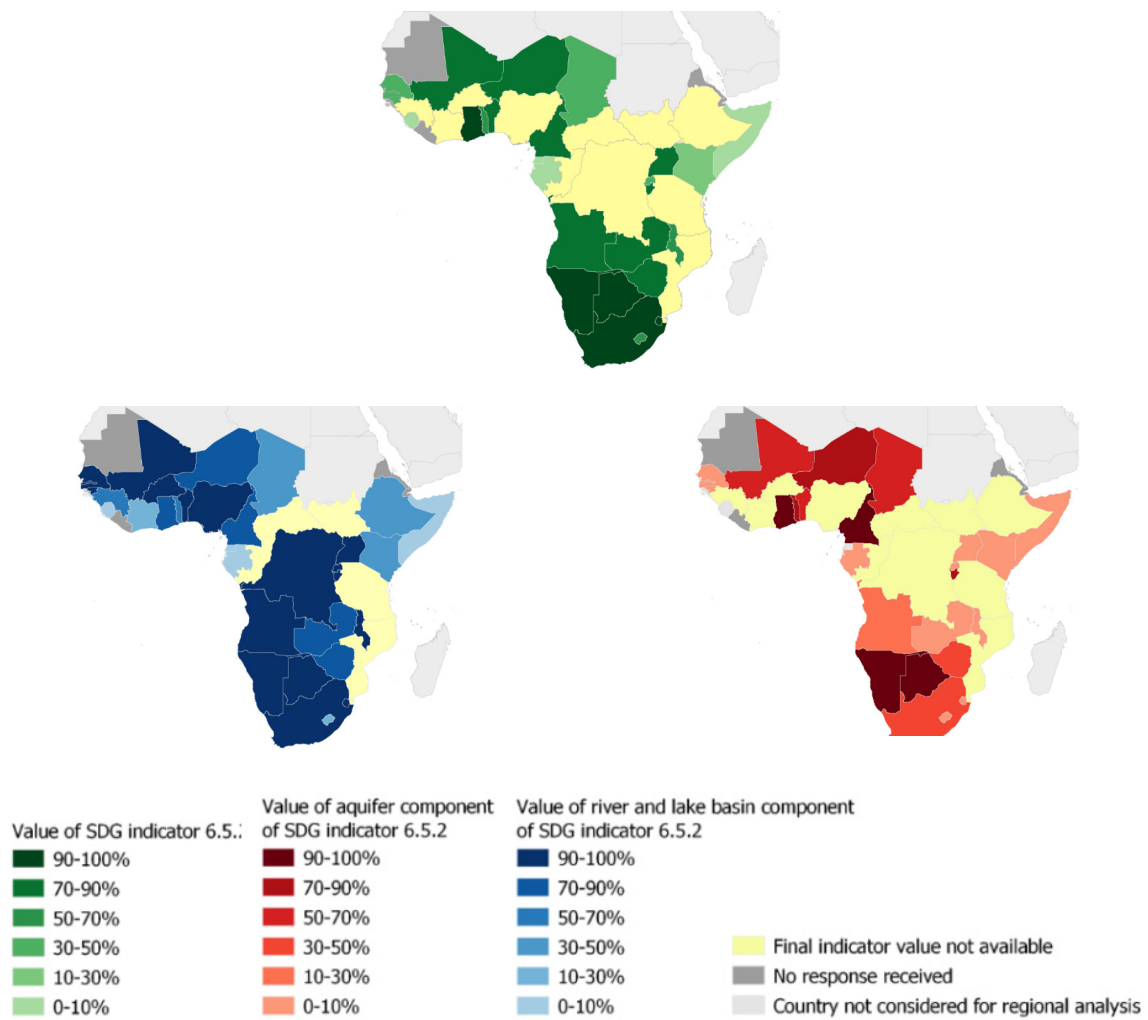 Value of SDG indicator 6.5.:
90-100%
70-90%
50-70%
30-50%
10-30%
0-10%
Value of aquifer component
of SDG indicator 6.5.2
90-100%
70-90%
50-70%
30-50%
10-30%
0-10%
Value of river and lake basin component
of SDG indicator 6.5.2
90-100%
70-90%
50-70%
30-50%
10-30%
0-10%
Final indicator value not available
No response received
Country not considered for regional analysis